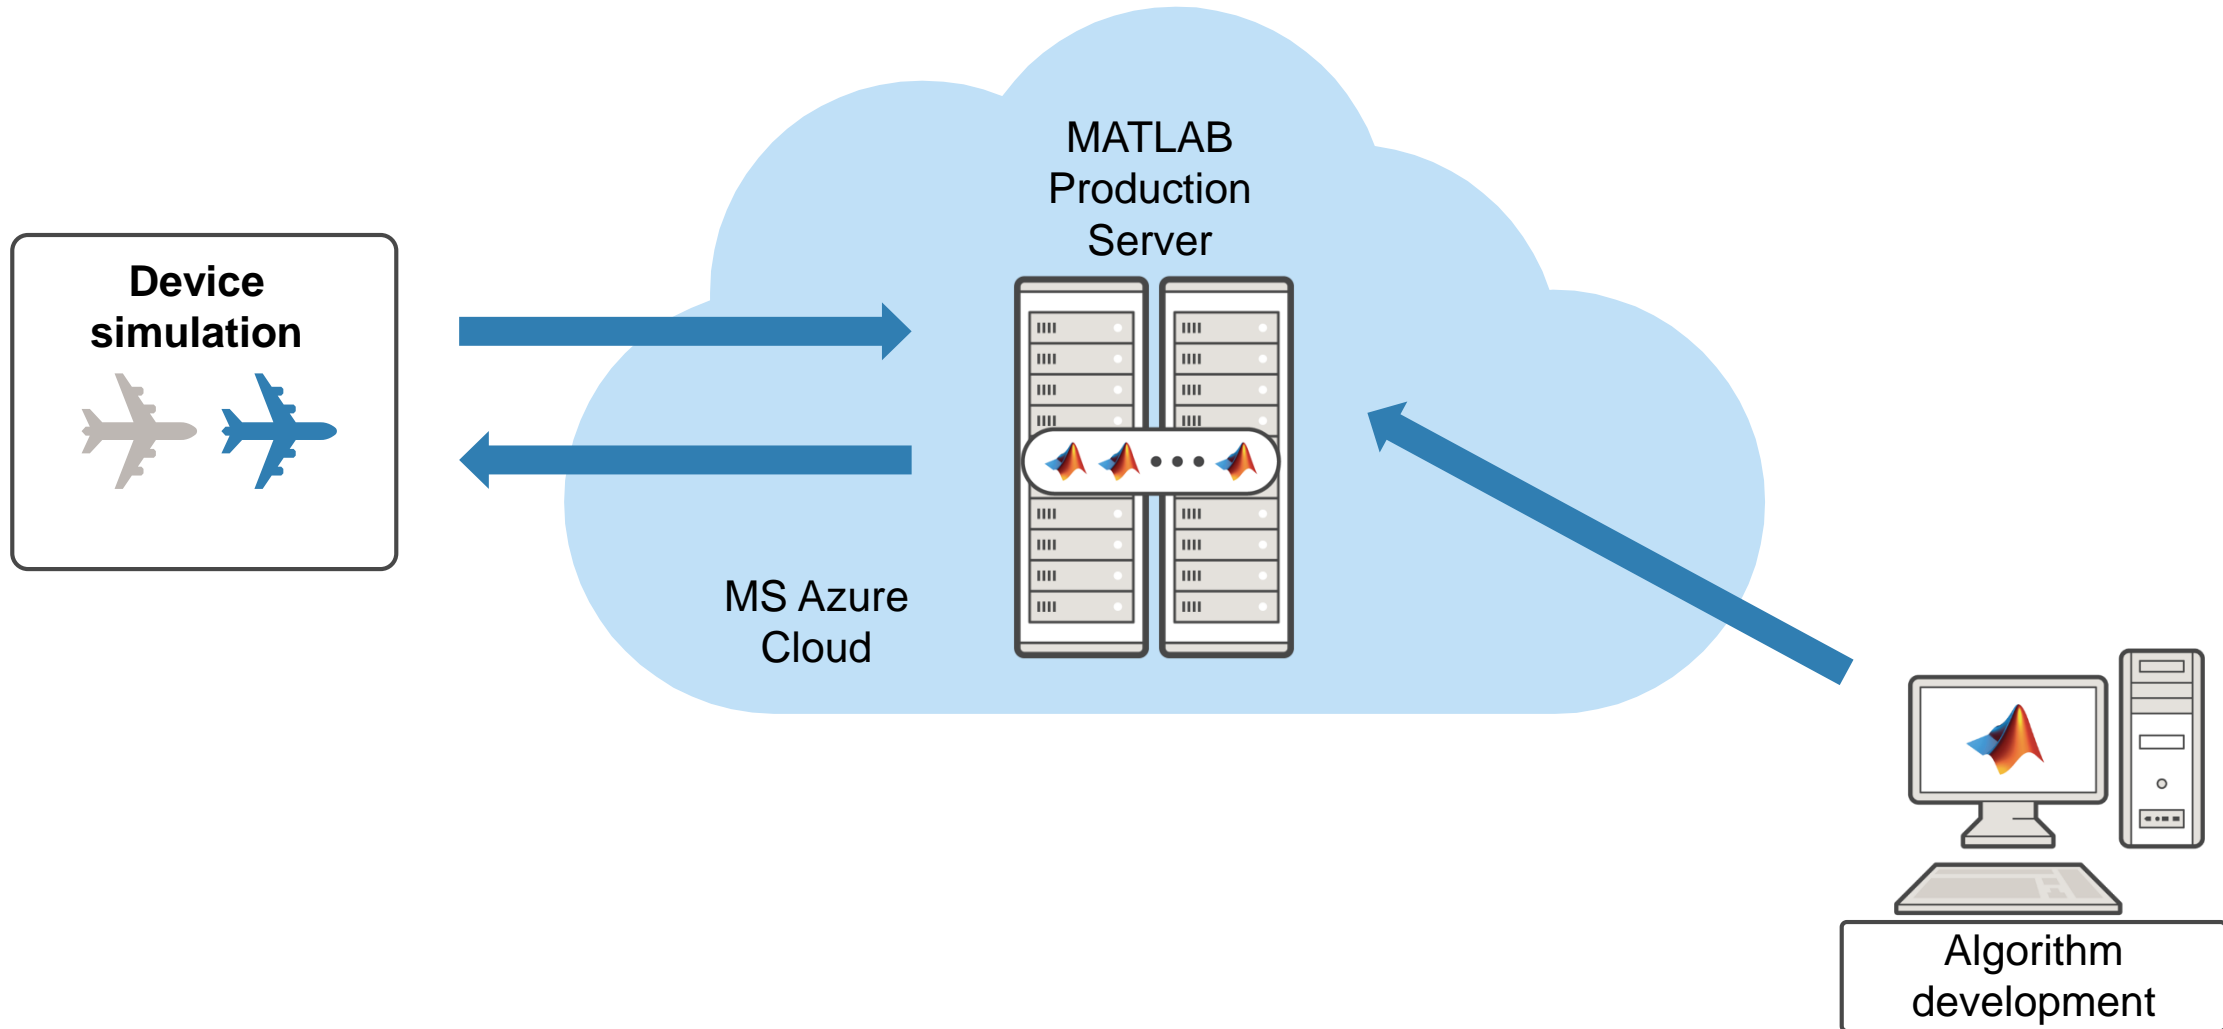 MATLAB
Production
Server
Device
simulation
MS Azure
Cloud
Algorithm
development